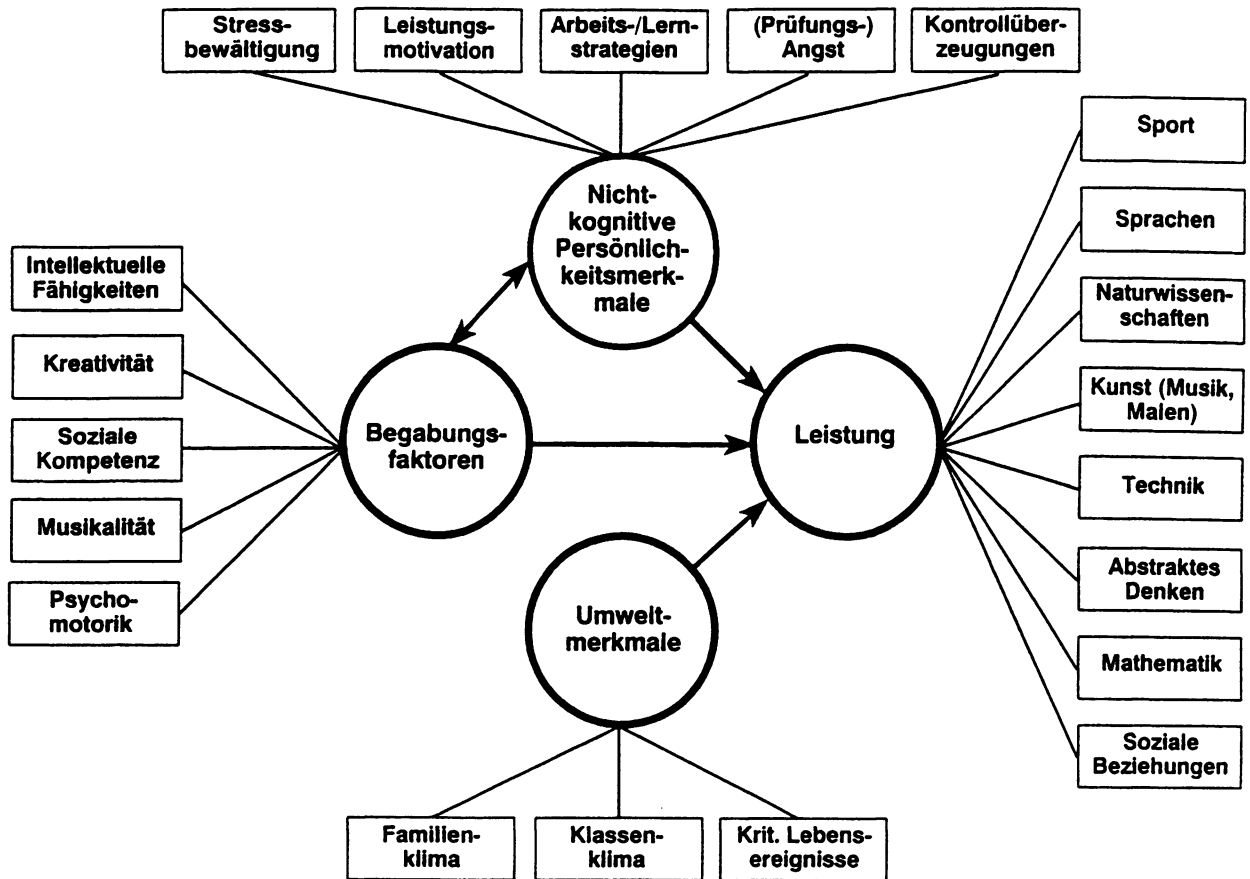 Stress-
bewältigung
Leistungs-
motivation
Arbeits-/Lern-
strategien
(Prüfungs-)
Angst
Kontrollüber-
zeugungen
Nicht-
kognitive
Persönlich-
keitsmerk-
male
Intellektuelle
Fähigkeiten
Kreativität
Soziale
Kompetenz
Musikalität
Psycho-
motorik
Begabungs-
faktoren
Leistung
Umwelt-
merkmale
Sport
Sprachen
Naturwissen-
schaften
Kunst (Musik,
Malen)
Technik
Abstraktes
Denken
Mathematik
Soziale
Beziehungen
Familien-
klima
Klassen-
klima
Krit. Lebens-
ereignisse